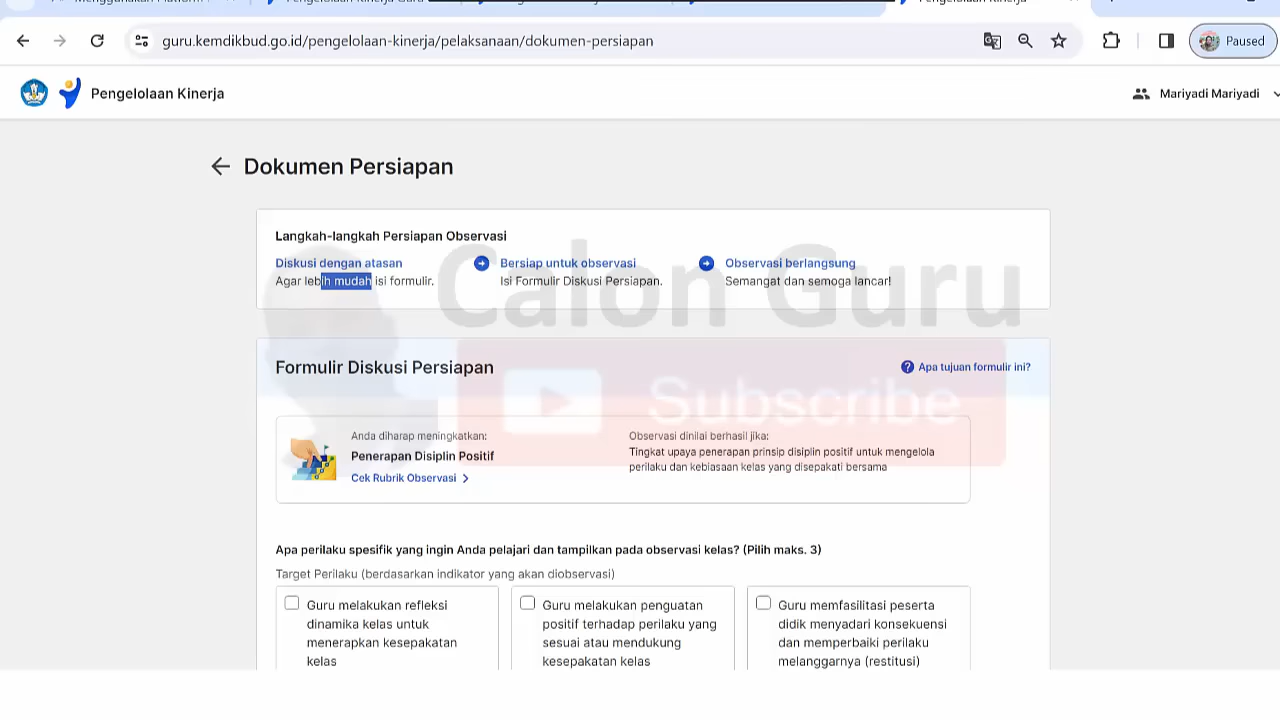 guru.kemdikbud.go.id/pengelolaan-kinerja/pelaksanaan/dokumen-persiapan
Paused
Pengelolaan Kinerja
Mariyadi Mariyadi
Dokumen Persiapan
Langkah-langkah Persiapan Observasi
Diskusi dengan atasan
Agar lebih mudah isi formulir.
Bersiap untuk observasi
Isi Formulir Diskusi Persiapan.
Observasi berlangsung
Semangat dan semoga lancar!
Calon Guru
Formulir Diskusi Persiapan
Apa tujuan formulir ini?
Subscribe
Anda diharap meningkatkan:
Penerapan Disiplin Positif
Cek Rubrik Observasi
Observasi dinilai berhasil jika:
Tingkat upaya penerapan prinsip disiplin positif untuk mengelola
perilaku dan kebiasaan kelas yang disepakati bersama
Apa perilaku spesifik yang ingin Anda pelajari dan tampilkan pada observasi kelas? (Pilih maks. 3)
Target Perilaku (berdasarkan indikator yang akan diobservasi)
Guru melakukan refleksi
dinamika kelas untuk
menerapkan kesepakatan
kelas
Guru melakukan penguatan
positif terhadap perilaku yang
sesuai atau mendukung
kesepakatan kelas
Guru memfasilitasi peserta
didik menyadari konsekuensi
dan memperbaiki perilaku
melanggarnya (restitusi)